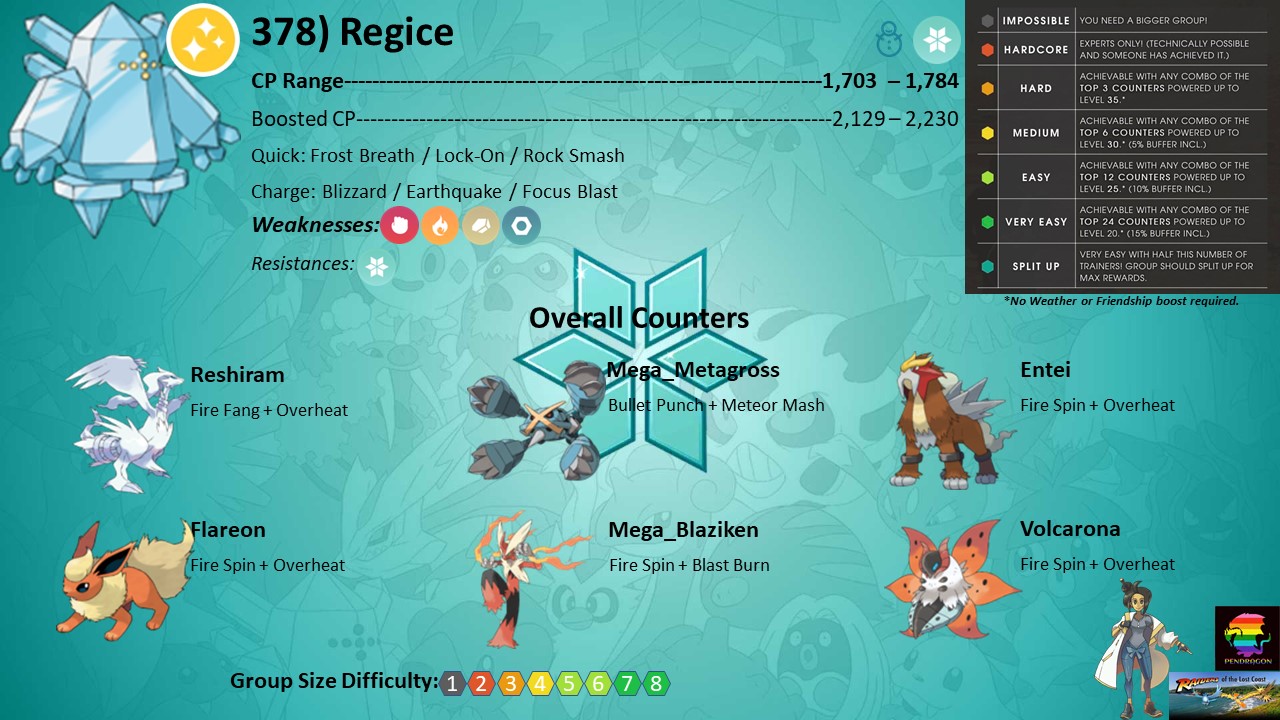 378) Regice
CP Range--------------------------------------------------------------------1,703 – 1,784
Boosted CP--------------------------------------------------------------------2,129 – 2,230
Quick: Frost Breath / Lock-On / Rock Smash
Charge: Blizzard / Earthquake / Focus Blast
Weaknesses:
Resistances:
IMPOSSIBLE YOU NEED A BIGGER GROUP!
HARDCORE EXPERTS ONLY! (TECHNICALLY POSSIBLE
AND SOMEONE HAS ACHIEVED IT.)
HARD ACHIEVABLE WITH ANY COMBO OF THE
TOP 3 COUNTERS POWERED UP TO
LEVEL 35.*
MEDIUM ACHIEVABLE WITH ANY COMBO OF THE
TOP 6 COUNTERS POWERED UP TO
LEVEL 30.* (5% BUFFER INCL.)
EASY ACHIEVABLE WITH ANY COMBO OF THE
TOP 12 COUNTERS POWERED UP TO
LEVEL 25.* (10% BUFFER INCL.)
VERY EASY ACHIEVABLE WITH ANY COMBO OF THE
TOP 24 COUNTERS POWERED UP TO
LEVEL 20.* (15% BUFFER INCL.)
SPLIT UP VERY EASY WITH HALF THIS NUMBER OF
TRAINERS! GROUP SHOULD SPLIT UP FOR
MAX REWARDS.
*No Weather or Friendship boost required.
Overall Counters
Reshiram
Fire Fang + Overheat
Mega_Metagross
Bullet Punch + Meteor Mash
Entei
Fire Spin + Overheat
Flareon
Fire Spin + Overheat
Mega_Blaziken
Fire Spin + Blast Burn
Volcarona
Fire Spin + Overheat
Group Size Difficulty: 1 2 3 4 5 6 7 8
PENDRAGON
RAIDERS of the Lost Coast